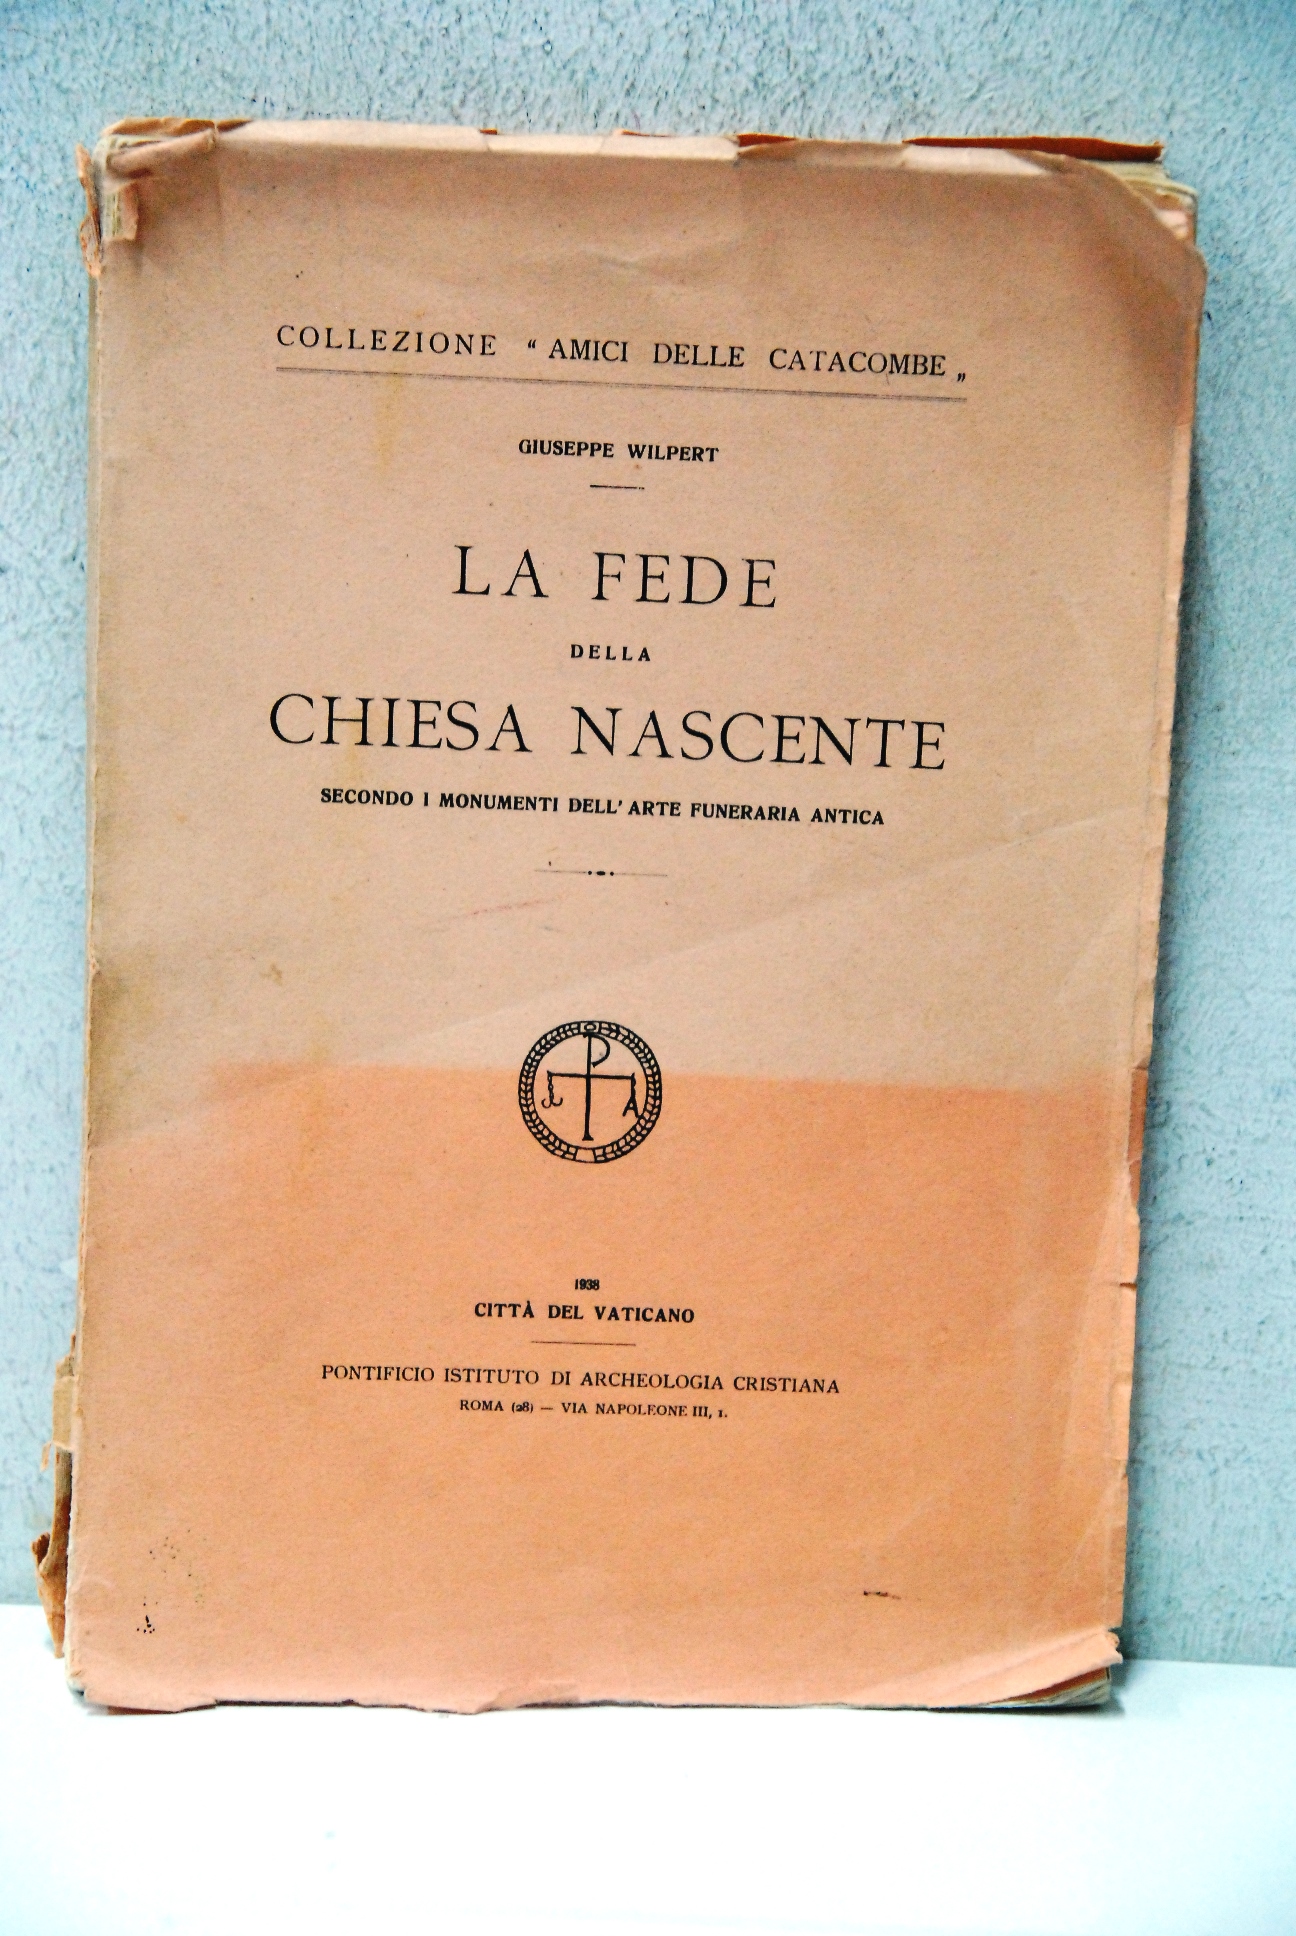 COLLEZIONE “ AMICI DELLE CATACOMBE „
GIUSEPPE WILPERT
LA FEDE
DELLA
CHIESA NASCENTE
SECONDO I MONUMENTI DELL' ARTE FUNERARIA ANTICA
P
A
1938
CITTÀ DEL VATICANO
PONTIFICIO ISTITUTO DI ARCHEOLOGIA CRISTIANA
ROMA (28) — VIA NAPOLEONE III, 1.